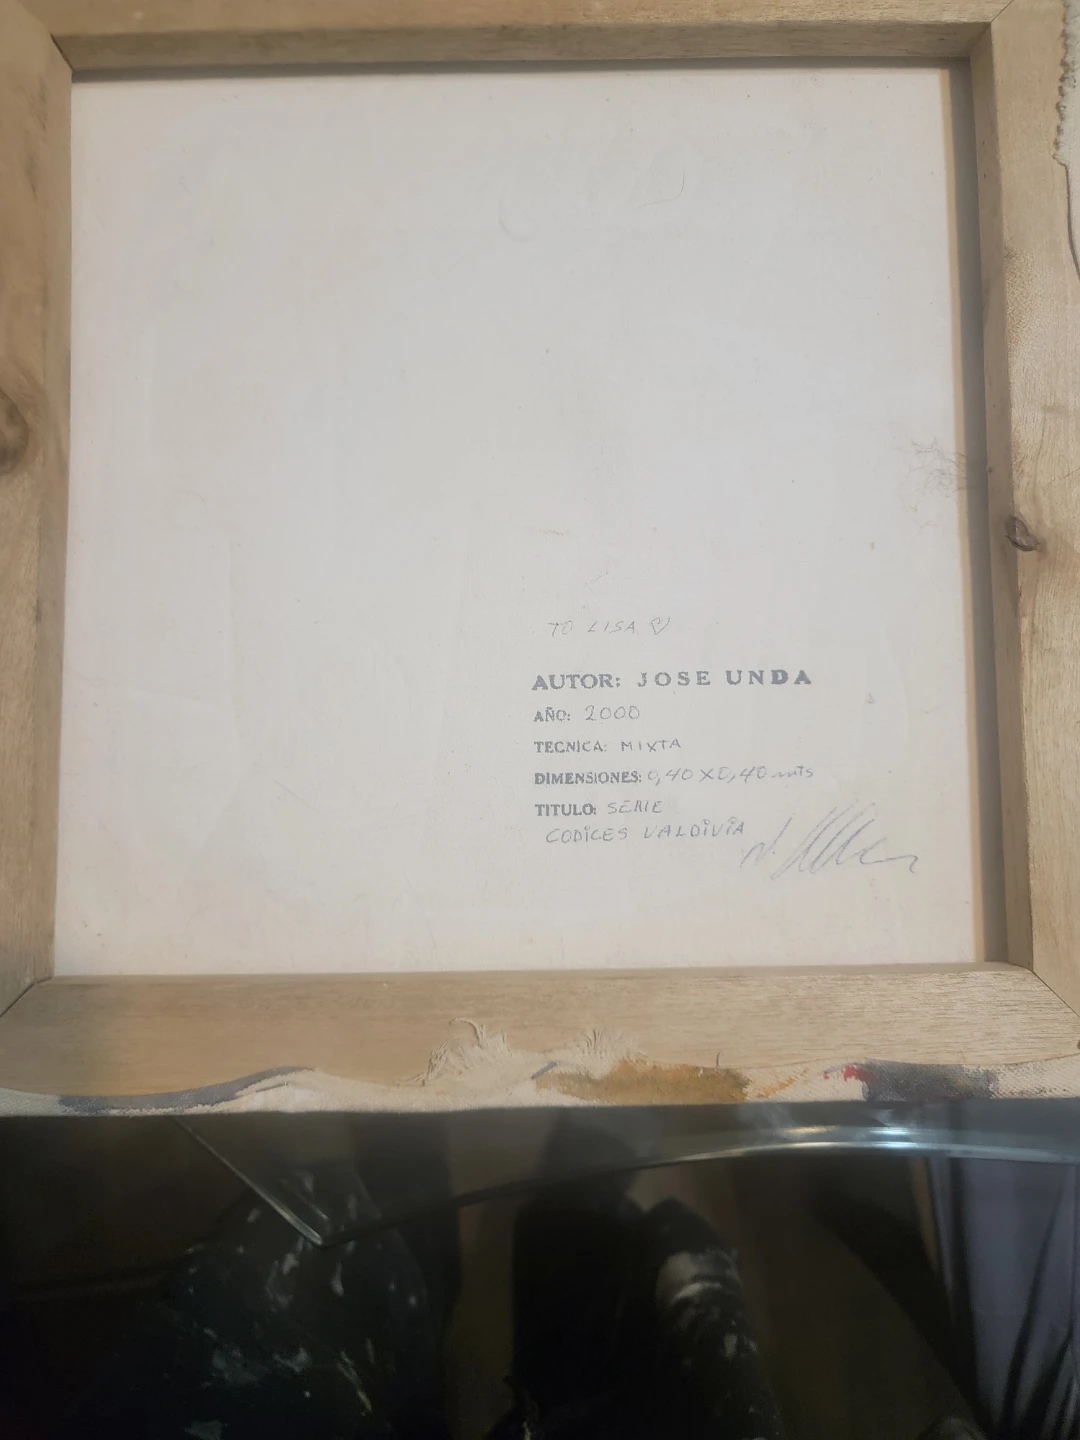 TO LISA ♡
AUTOR: JOSE UNDA
AÑO: 2000
TECNICA: MIXTA
DIMENSIONES: 0,40 X 0,40 mts
TITULO: SERIE
CODICES VALDIVIA